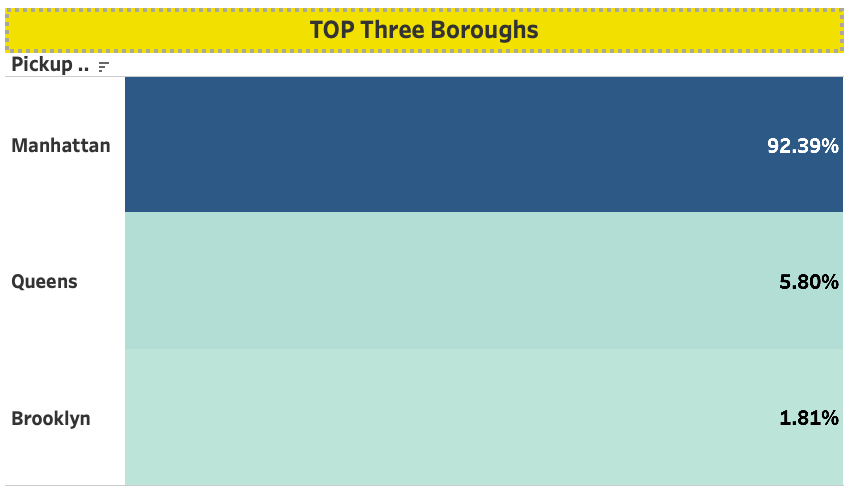 TOP Three Boroughs
Pickup ..
Manhattan 92.39%
Queens 5.80%
Brooklyn 1.81%